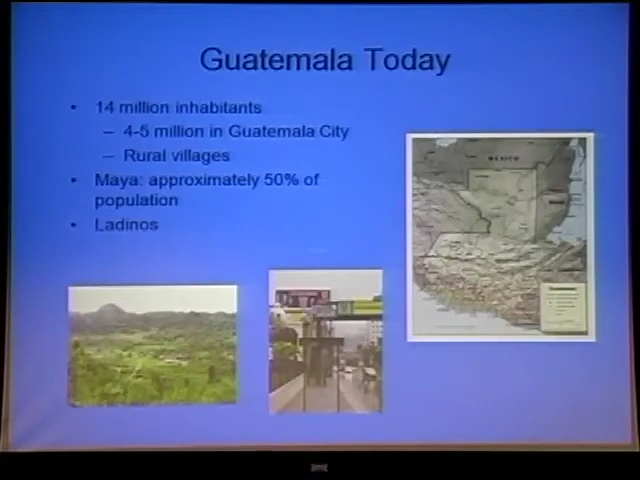 Guatemala Today
• 14 million inhabitants
– 4-5 million in Guatemala City
– Rural villages
• Maya: approximately 50% of
population
• Ladinos
MEXICO